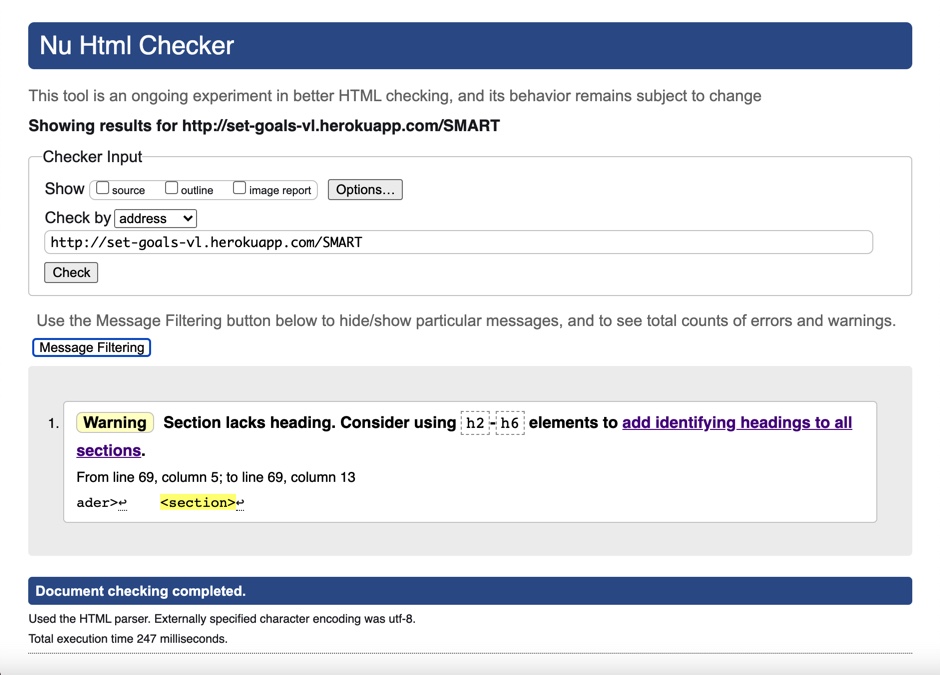 Nu Html Checker
This tool is an ongoing experiment in better HTML checking, and its behavior remains subject to change
Showing results for http://set-goals-vl.herokuapp.com/SMART
Checker Input
Show source outline image report Options...
Check by address
http://set-goals-vl.herokuapp.com/SMART
Check
Use the Message Filtering button below to hide/show particular messages, and to see total counts of errors and warnings.
Message Filtering
1. Warning Section lacks heading. Consider using h2-h6 elements to add identifying headings to all
sections.
From line 69, column 5; to line 69, column 13
ader>↩ <section>↩
Document checking completed.
Used the HTML parser. Externally specified character encoding was utf-8.
Total execution time 247 milliseconds.